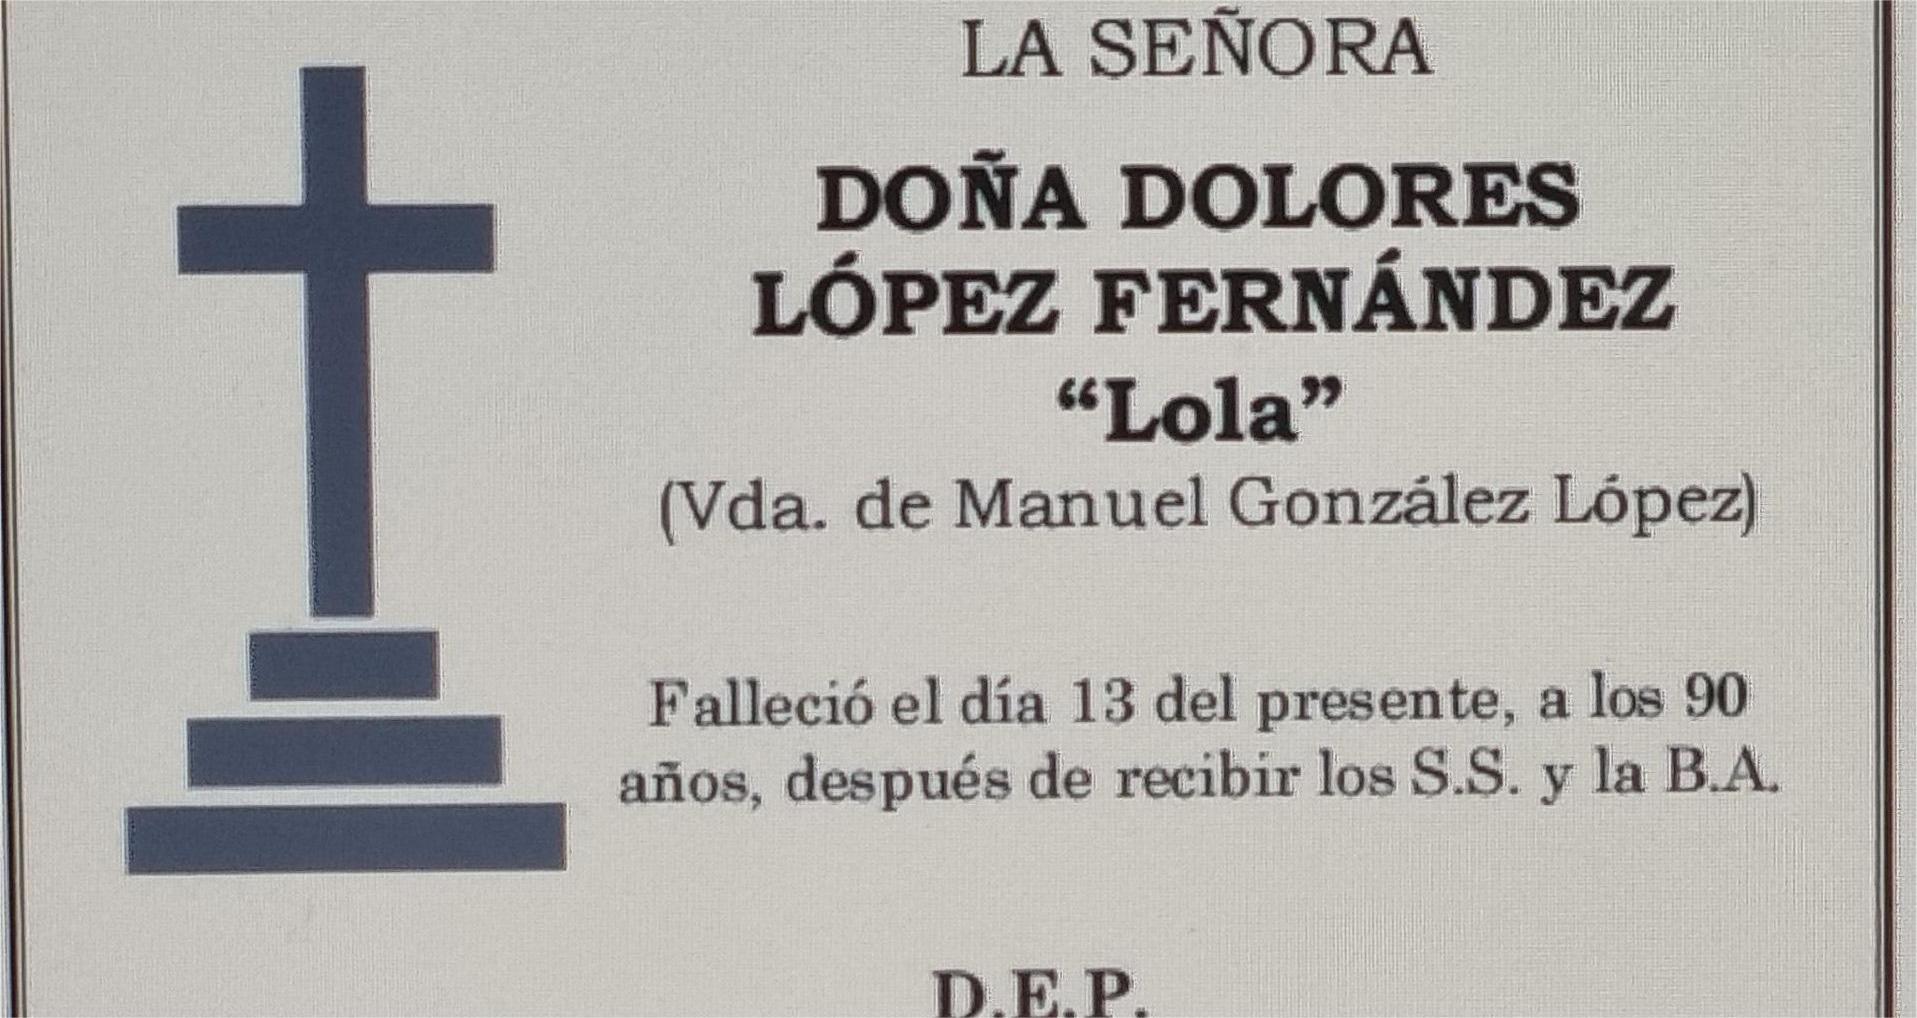 LA SEÑORA
DOÑA DOLORES
LÓPEZ FERNÁNDEZ
“Lola”
(Vda. de Manuel González López)
Falleció el día 13 del presente, a los 90
años, después de recibir los S.S. y la B.A.
D.E.P.